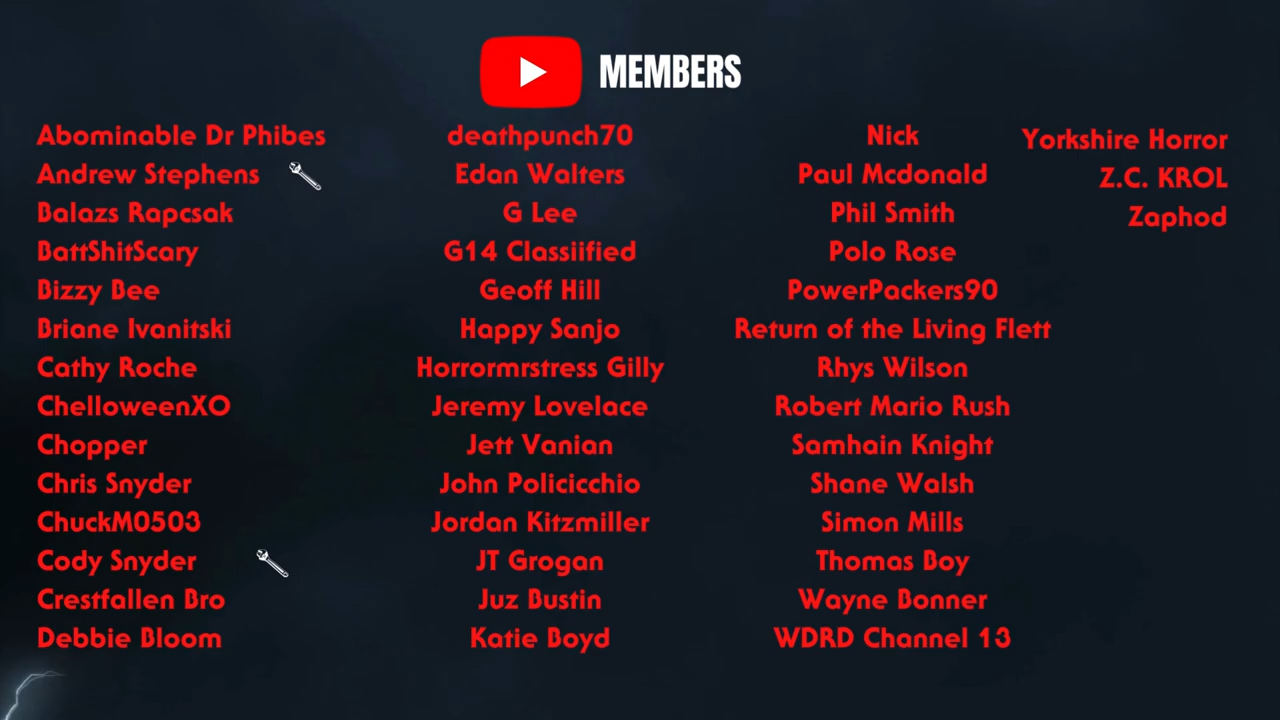 MEMBERS
Abominable Dr Phibes
Andrew Stephens
Balazs Rapcsak
BattShitScary
Bizzy Bee
Briane Ivanitski
Cathy Roche
ChelloweenXO
Chopper
Chris Snyder
ChuckM0503
Cody Snyder
Crestfallen Bro
Debbie Bloom
deathpunch70
Edan Walters
G Lee
G14 Classiified
Geoff Hill
Happy Sanjo
Horrormrstress Gilly
Jeremy Lovelace
Jett Vanian
John Policicchio
Jordan Kitzmiller
JT Grogan
Juz Bustin
Katie Boyd
Nick
Paul Mcdonald
Phil Smith
Polo Rose
PowerPackers90
Return of the Living Flett
Rhys Wilson
Robert Mario Rush
Samhain Knight
Shane Walsh
Simon Mills
Thomas Boy
Wayne Bonner
WDRD Channel 13
Yorkshire Horror
Z.C. KROL
Zaphod